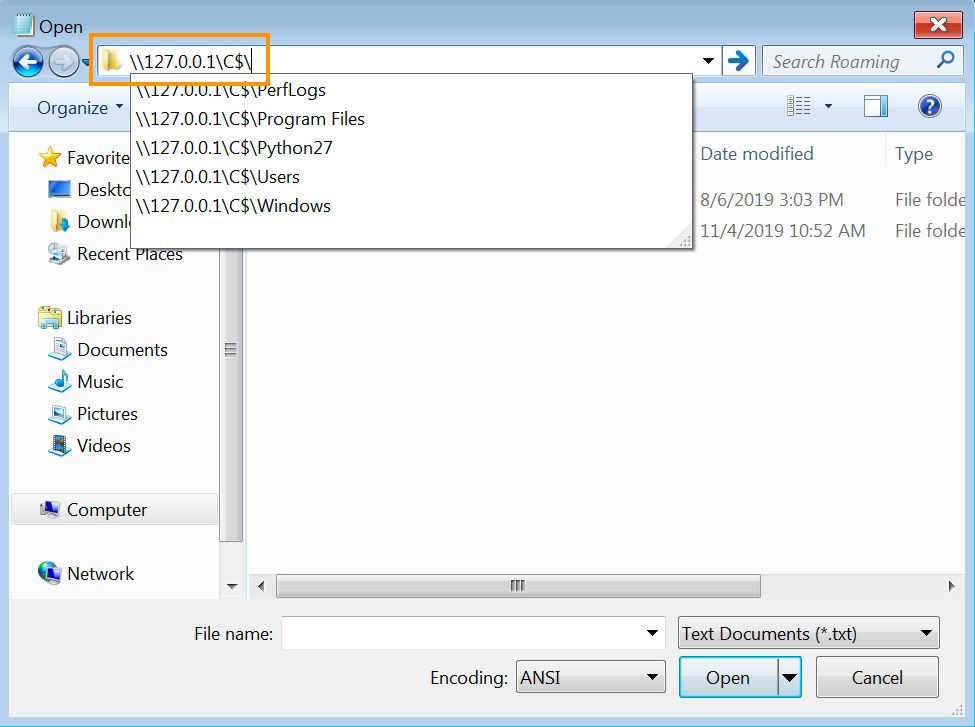 Open
\\127.0.0.1\C$\
Search Roaming
Organize
\\127.0.0.1\C$\PerfLogs
\\127.0.0.1\C$\Program Files
\\127.0.0.1\C$\Python27
\\127.0.0.1\C$\Users
\\127.0.0.1\C$\Windows
Date modified Type
8/6/2019 3:03 PM File folde
11/4/2019 10:52 AM File folde
Favorite
Deskto
Downl
Recent Places
Libraries
Documents
Music
Pictures
Videos
Computer
Network
File name:
Text Documents (*.txt)
Encoding: ANSI
Open
Cancel